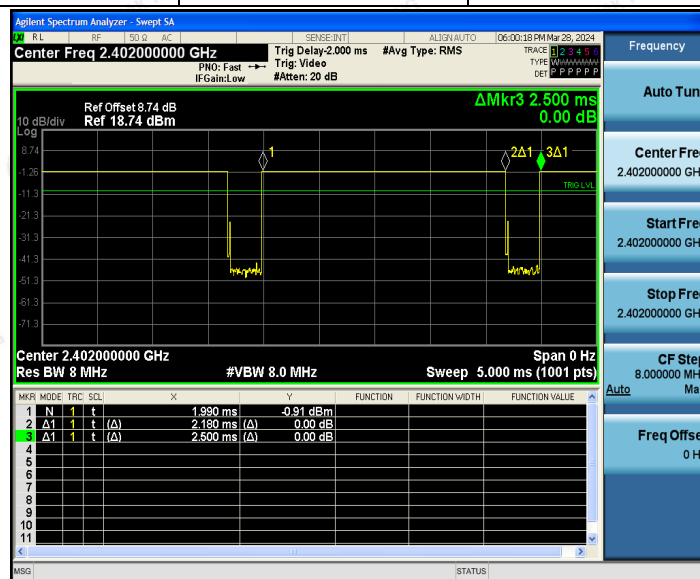 Agilent Spectrum Analyzer - Swept SA
LXI RL RF 50 Ω AC SENSE:INT ALIGN AUTO 06:00:18 PM Mar 28, 2024
Center Freq 2.402000000 GHz
PNO: Fast
IFGain:Low
Trig Delay-2.000 ms
Trig: Video
#Atten: 20 dB
#Avg Type: RMS
TRACE 1 2 3 4 5 6
TYPE W
DET P P P P P P
Ref Offset 8.74 dB
10 dB/div Ref 18.74 dBm
Log
ΔMkr3 2.500 ms
0.00 dB
8.74
-1.26
-11.3
-21.3
-31.3
-41.3
-51.3
-61.3
-71.3
1
2Δ1
3Δ1
TRIG LVL
Center 2.402000000 GHz Span 0 Hz
Res BW 8 MHz #VBW 8.0 MHz Sweep 5.000 ms (1001 pts)
MKR MODE TRC SCL X Y FUNCTION FUNCTION WIDTH FUNCTION VALUE
1 N 1 t 1.990 ms -0.91 dBm
2 Δ1 1 t (Δ) 2.180 ms (Δ) 0.00 dB
3 Δ1 1 t (Δ) 2.500 ms (Δ) 0.00 dB
4
5
6
7
8
9
10
11
MSG STATUS
Frequency
Auto Tun
Center Fre
2.402000000 GH
Start Fre
2.402000000 GH
Stop Fre
2.402000000 GH
CF Step
8.000000 MH
Auto Ma
Freq Offse
0 H